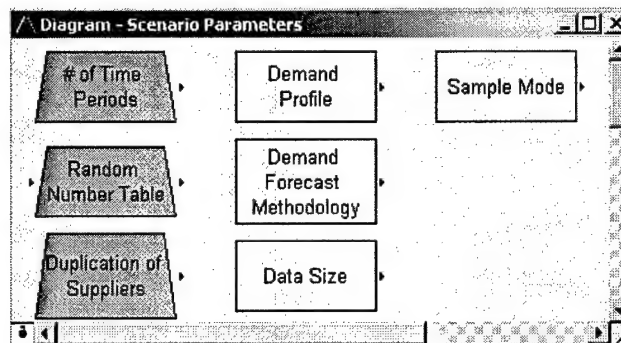 Diagram - Scenario Parameters
# of Time
Periods
Demand
Profile
Sample Mode
Random
Number Table
Demand
Forecast
Methodology
Duplication of
Suppliers
Data Size